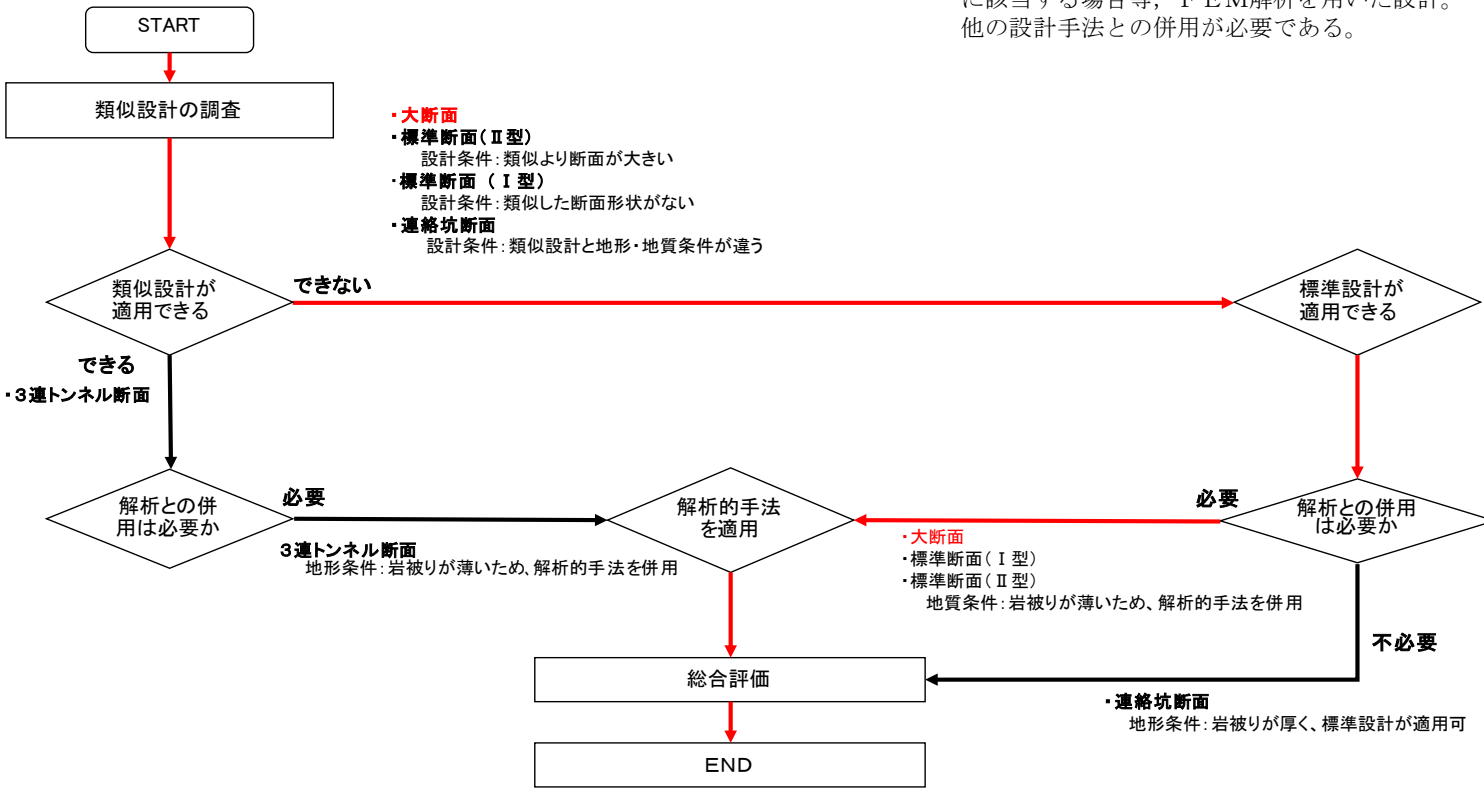 に該当する場合等，ＦＥＭ解析を用いた設計。
他の設計手法との併用が必要である。
START
類似設計の調査
・大断面
・標準断面（Ⅱ型）
設計条件：類似より断面が大きい
・標準断面（Ⅰ型）
設計条件：類似した断面形状がない
・連絡坑断面
設計条件：類似設計と地形・地質条件が違う
類似設計が
適用できる
できない
標準設計が
適用できる
できる
・３連トンネル断面
解析との併
用は必要か
必要
３連トンネル断面
地形条件：岩被りが薄いため、解析的手法を併用
解析的手法
を適用
必要
解析との併用
は必要か
・大断面
・標準断面（Ⅰ型）
・標準断面（Ⅱ型）
地質条件：岩被りが薄いため、解析的手法を併用
不必要
総合評価
・連絡坑断面
地形条件：岩被りが厚く、標準設計が適用可
END